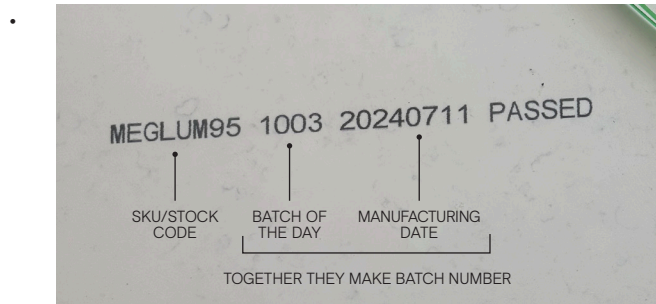 MEGLUM95 1003 20240711 PASSED
SKU/STOCK CODE
BATCH OF THE DAY
MANUFACTURING DATE
TOGETHER THEY MAKE BATCH NUMBER